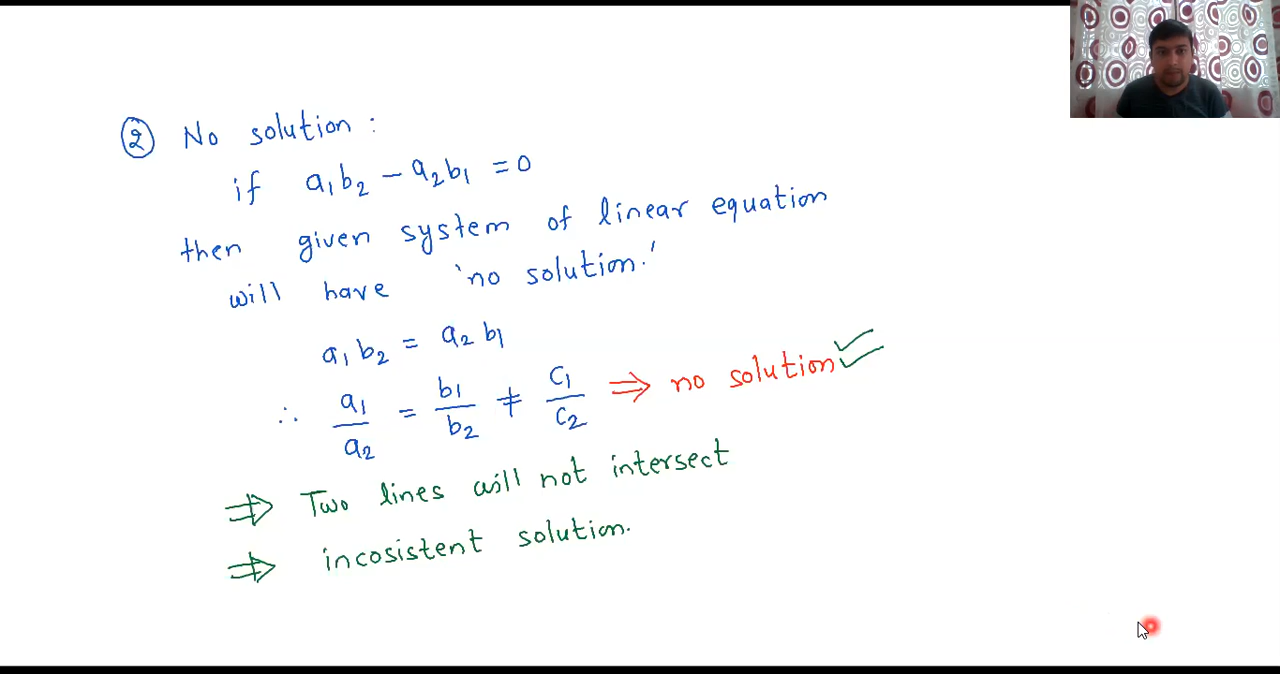 ② No solution :
if a₁b₂ − a₂b₁ = 0
then given system of linear equation
will have 'no solution.'
a₁b₂ = a₂b₁
∴ a₁/a₂ = b₁/b₂ ≠ c₁/c₂ ⇒ no solution
⇒ Two lines will not intersect
⇒ incosistent solution.